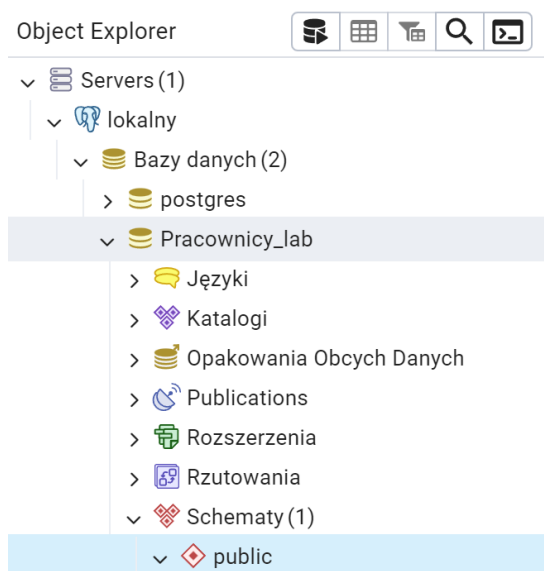 Object Explorer
Servers (1)
lokalny
Bazy danych (2)
postgres
Pracownicy_lab
Języki
Katalogi
Opakowania Obcych Danych
Publications
Rozszerzenia
Rzutowania
Schematy (1)
public